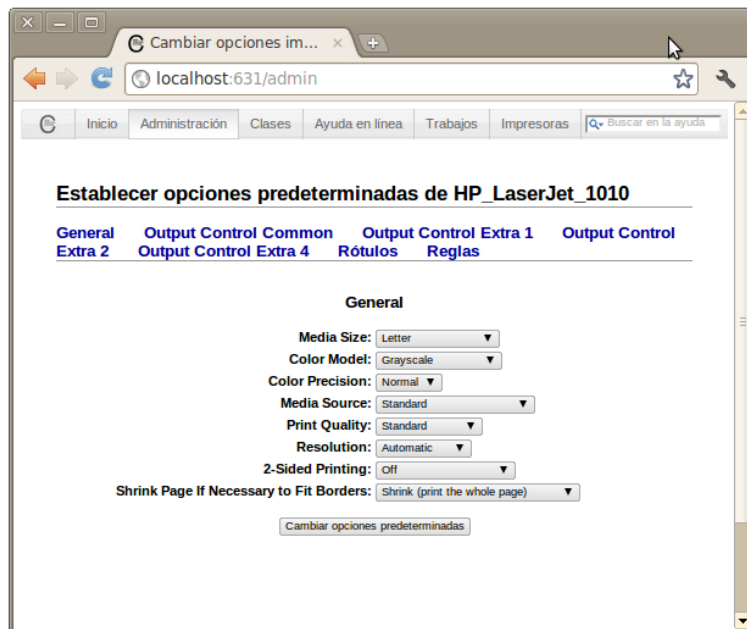 Cambiar opciones im...
localhost:631/admin
Inicio Administración Clases Ayuda en línea Trabajos Impresoras Buscar en la ayuda
Establecer opciones predeterminadas de HP_LaserJet_1010
General Output Control Common Output Control Extra 1 Output Control
Extra 2 Output Control Extra 4 Rótulos Reglas
General
Media Size: Letter
Color Model: Grayscale
Color Precision: Normal
Media Source: Standard
Print Quality: Standard
Resolution: Automatic
2-Sided Printing: Off
Shrink Page If Necessary to Fit Borders: Shrink (print the whole page)
Cambiar opciones predeterminadas